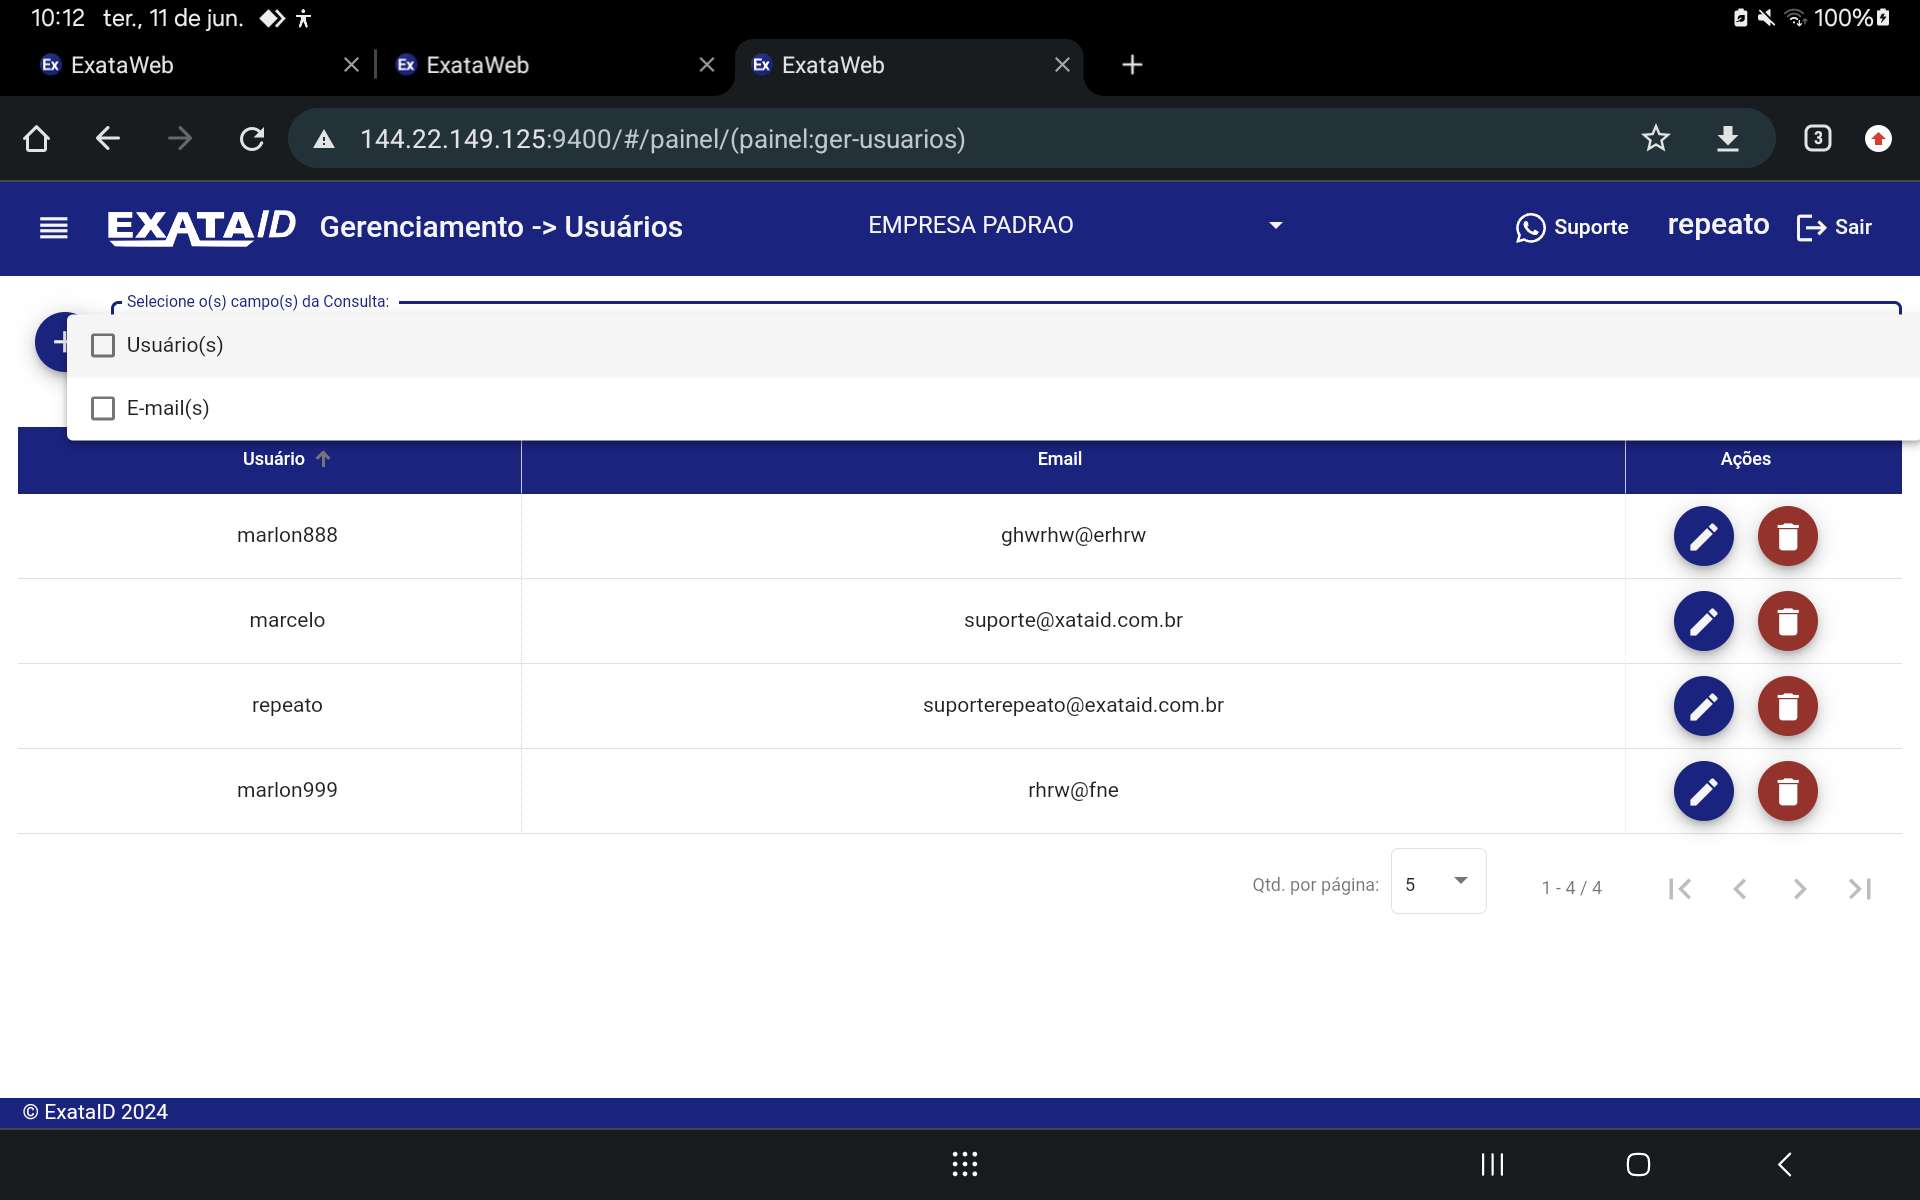 10:12 ter., 11 de jun. 100%
Ex ExataWeb Ex ExataWeb Ex ExataWeb
144.22.149.125:9400/#/painel/(painel:ger-usuarios) 3
EXATAID Gerenciamento -> Usuários EMPRESA PADRAO Suporte repeato Sair
Selecione o(s) campo(s) da Consulta:
Usuário(s)
E-mail(s)
Usuário Email Ações
marlon888 ghwrhw@erhrw
marcelo suporte@xataid.com.br
repeato suporterepeato@exataid.com.br
marlon999 rhrw@fne
Qtd. por página: 5 1 - 4 / 4
© ExataID 2024